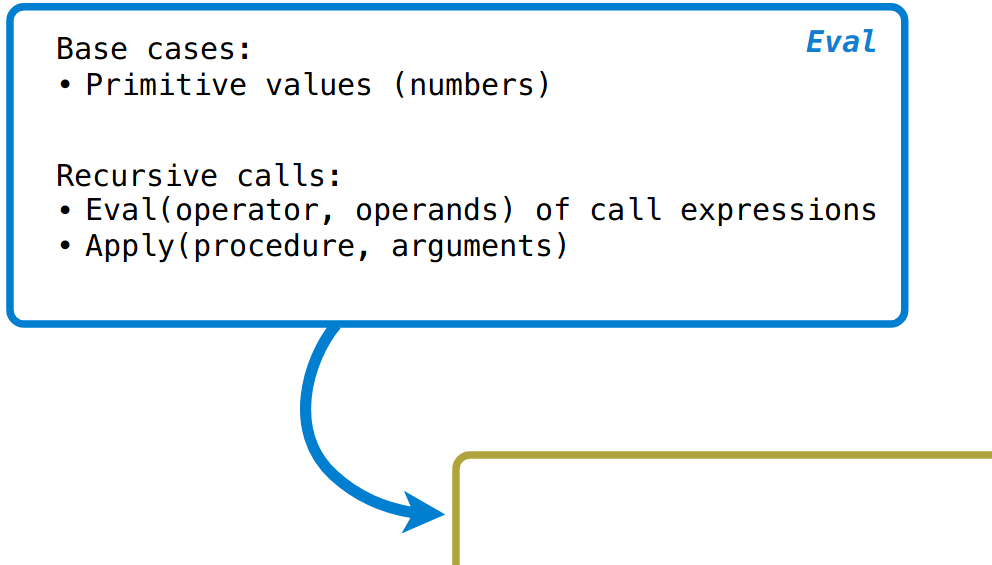 Eval
Base cases:
• Primitive values (numbers)
Recursive calls:
• Eval(operator, operands) of call expressions
• Apply(procedure, arguments)